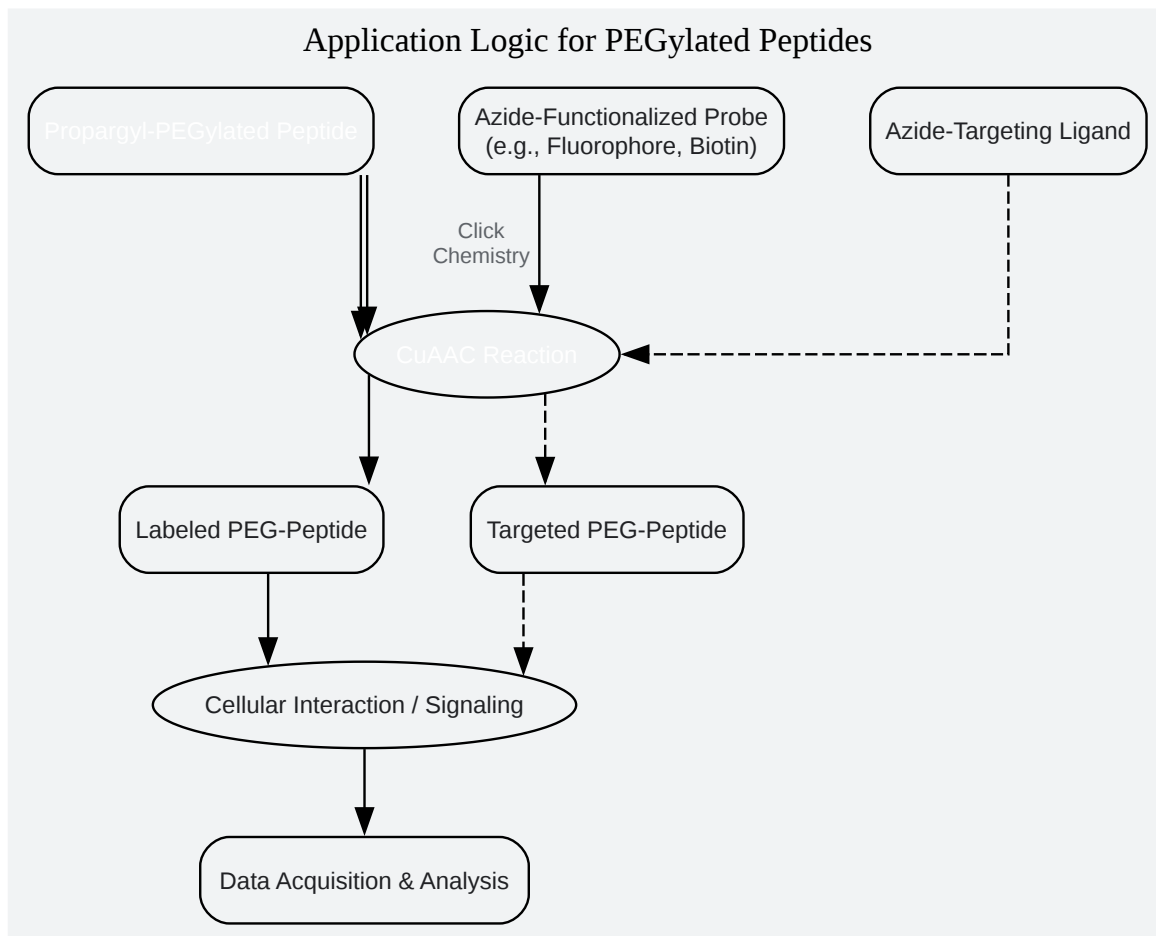 Application Logic for PEGylated Peptides
Propargyl-PEGylated Peptide
Azide-Functionalized Probe
(e.g., Fluorophore, Biotin)
Azide-Targeting Ligand
Click
Chemistry
CuAAC Reaction
Labeled PEG-Peptide
Targeted PEG-Peptide
Cellular Interaction / Signaling
Data Acquisition & Analysis